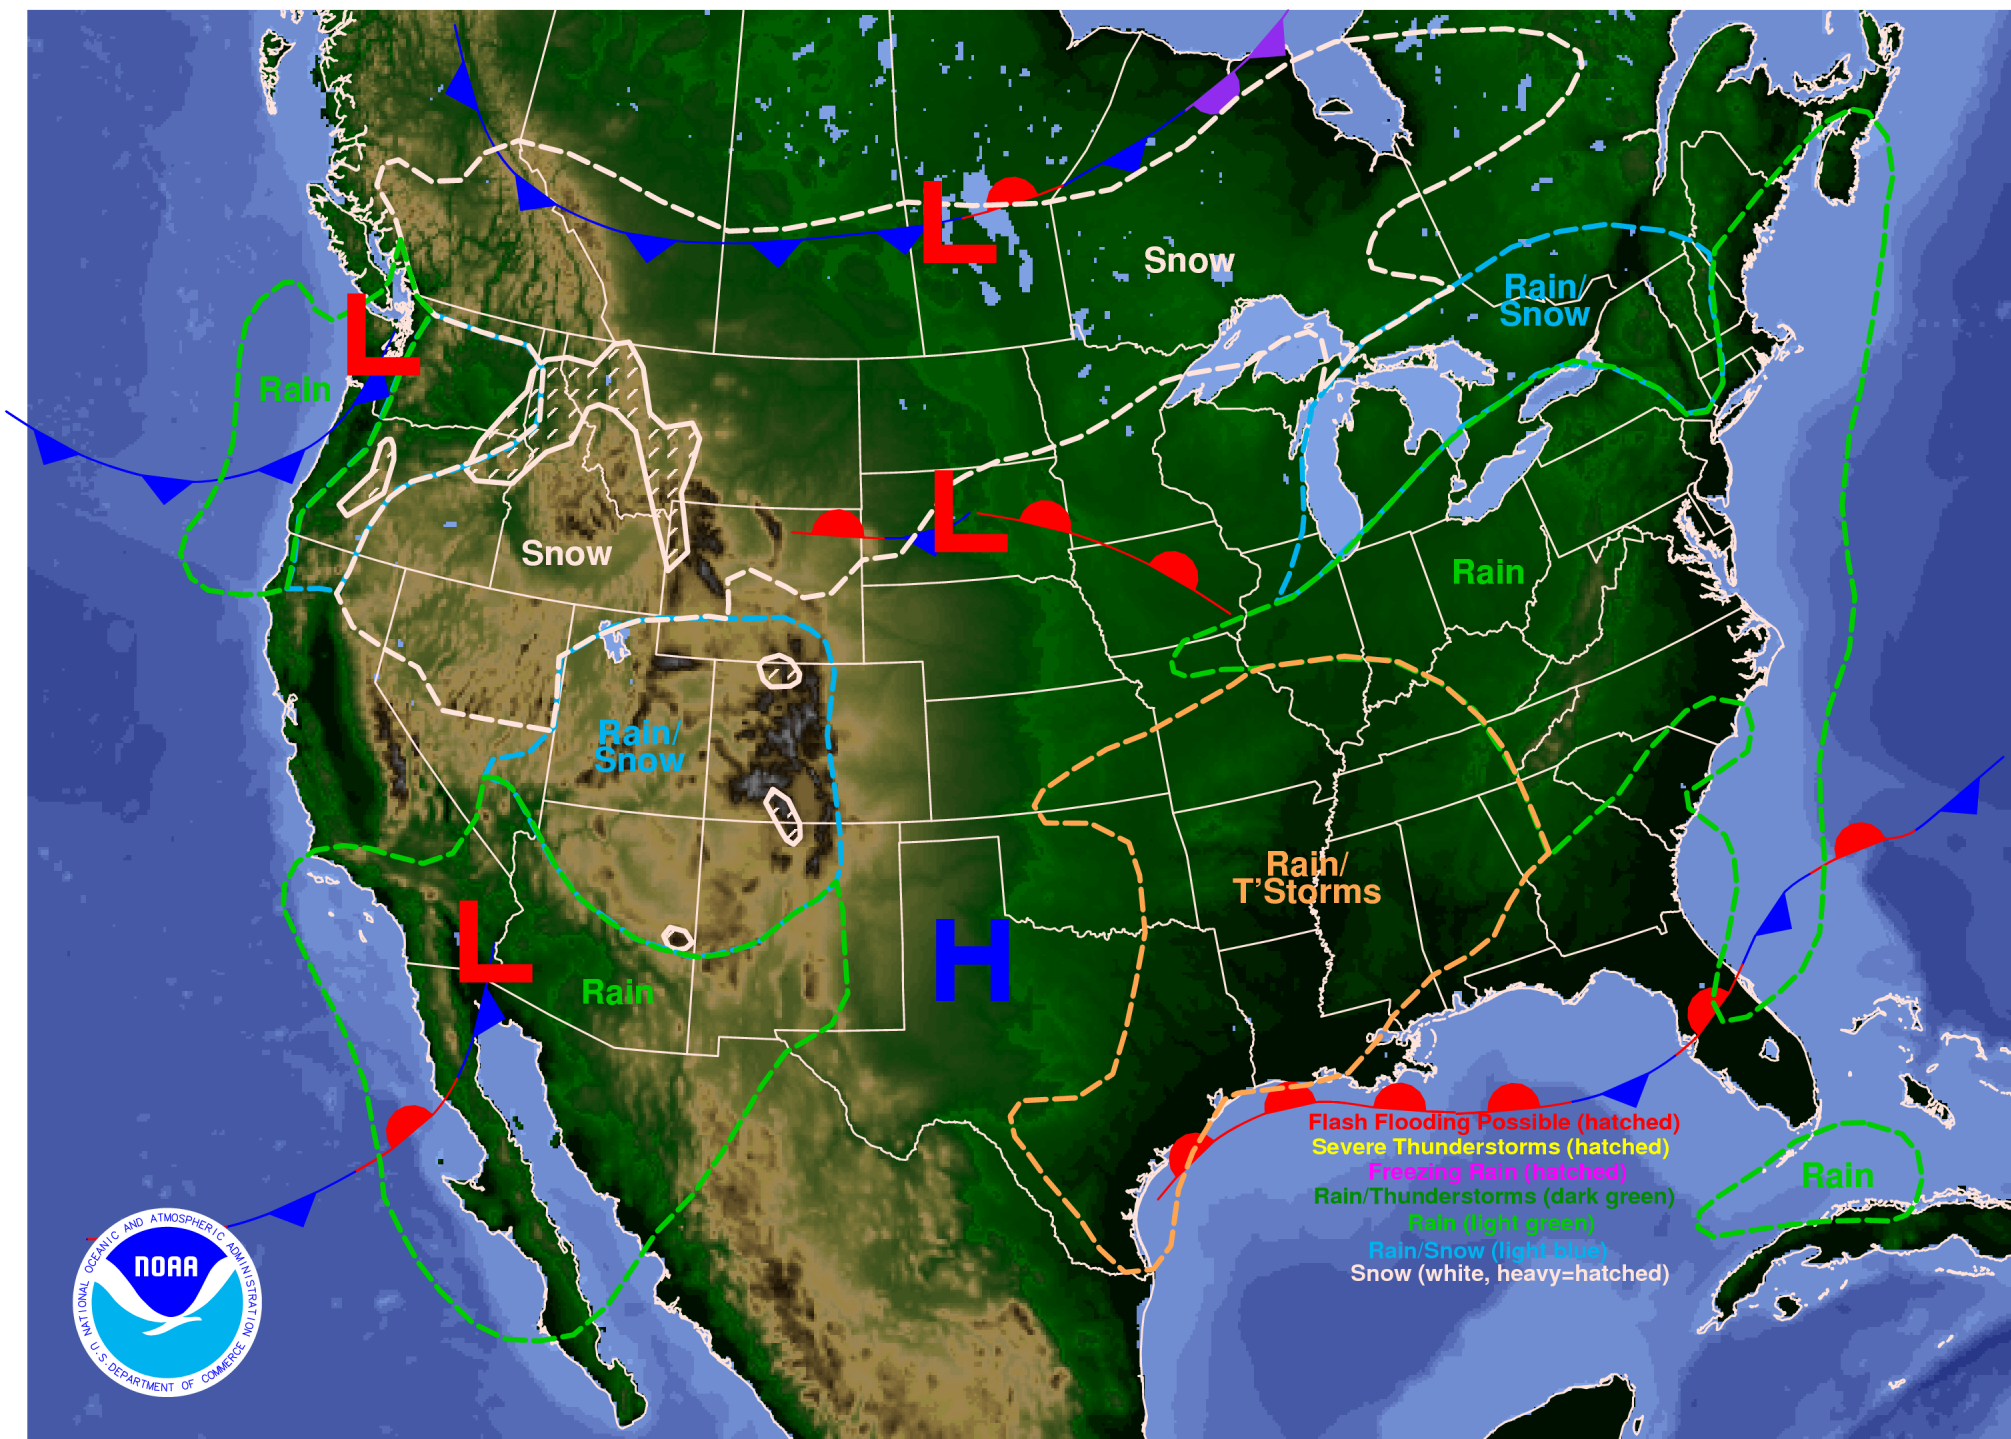 L
Snow
Rain/
Snow
L
Rain
L
Snow
Rain
Rain/
Snow
Rain/
T'Storms
L
H
Rain
Flash Flooding Possible (hatched)
Severe Thunderstorms (hatched)
Freezing Rain (hatched)
Rain/Thunderstorms (dark green)
Rain (light green)
Rain/Snow (light blue)
Snow (white, heavy=hatched)
Rain
NATIONAL OCEANIC AND ATMOSPHERIC ADMINISTRATION
NOAA
U.S. DEPARTMENT OF COMMERCE